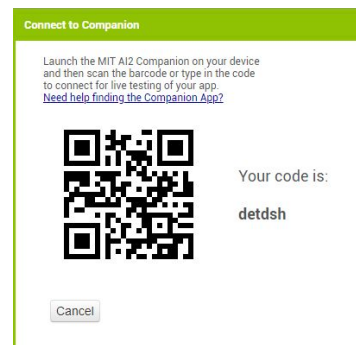 Connect to Companion
Launch the MIT AI2 Companion on your device
and then scan the barcode or type in the code
to connect for live testing of your app.
Need help finding the Companion App?
Your code is:
detdsh
Cancel